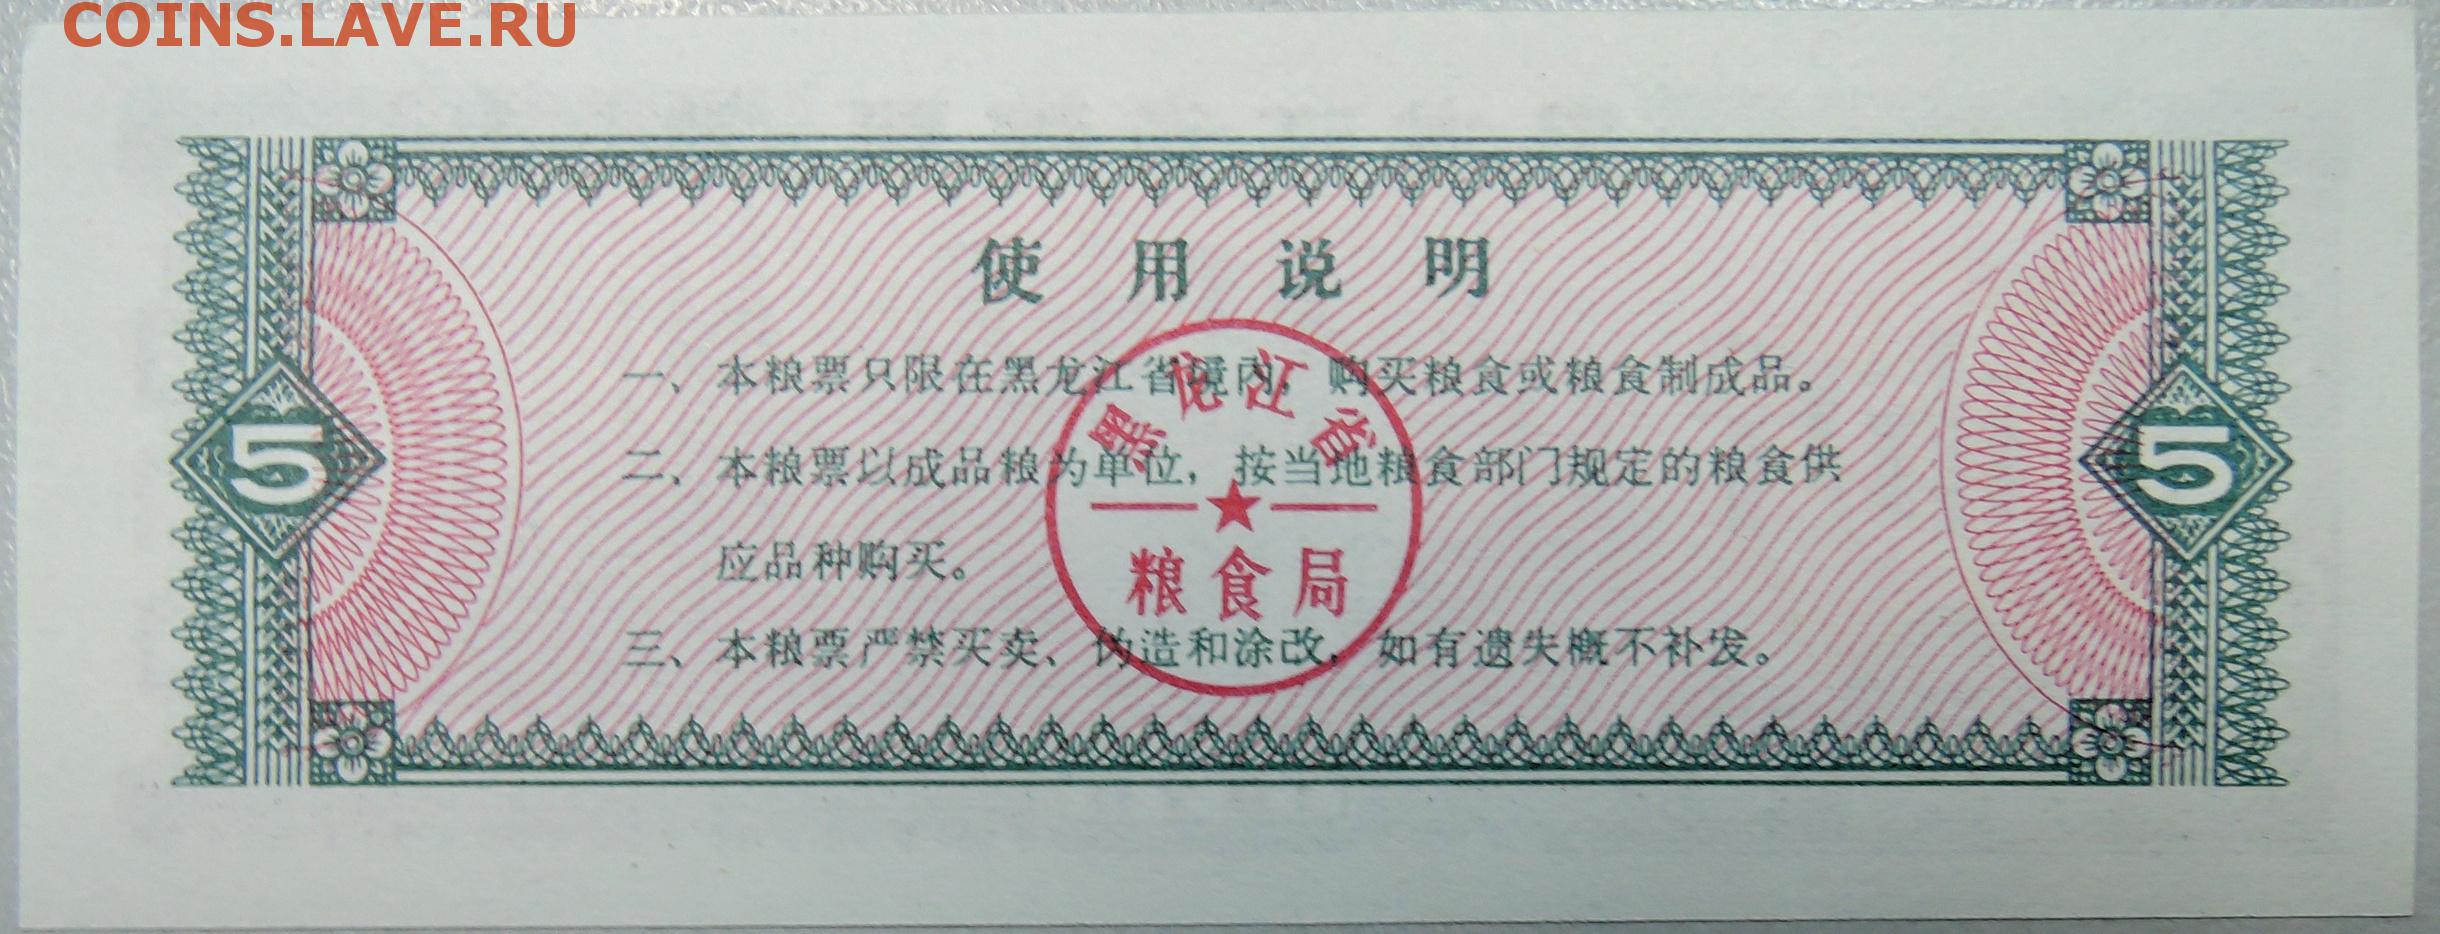 COINS.LAVE.RU
使用说明
一、本粮票只限在黑龙江省境内，购买粮食或粮食制成品。
二、本粮票以成品粮为单位，按当地粮食部门规定的粮食供
应品种购买。
三、本粮票严禁买卖、伪造和涂改，如有遗失概不补发。
黑龙江省
粮食局
5
5